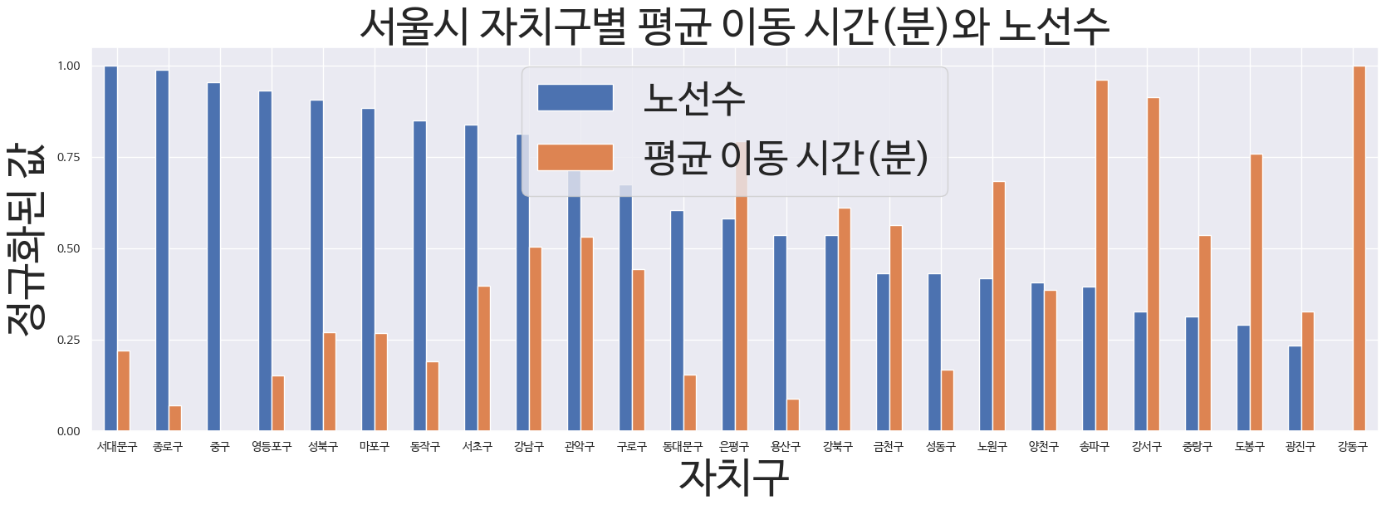 서울시 자치구별 평균 이동 시간(분)와 노선수
노선수
평균 이동 시간(분)
정규화된 값
1.00
0.75
0.50
0.25
0.00
서대문구 종로구 중구 영등포구 성북구 마포구 동작구 서초구 강남구 관악구 구로구 동대문구 은평구 용산구 강북구 금천구 성동구 노원구 양천구 송파구 강서구 중랑구 도봉구 광진구 강동구
자치구